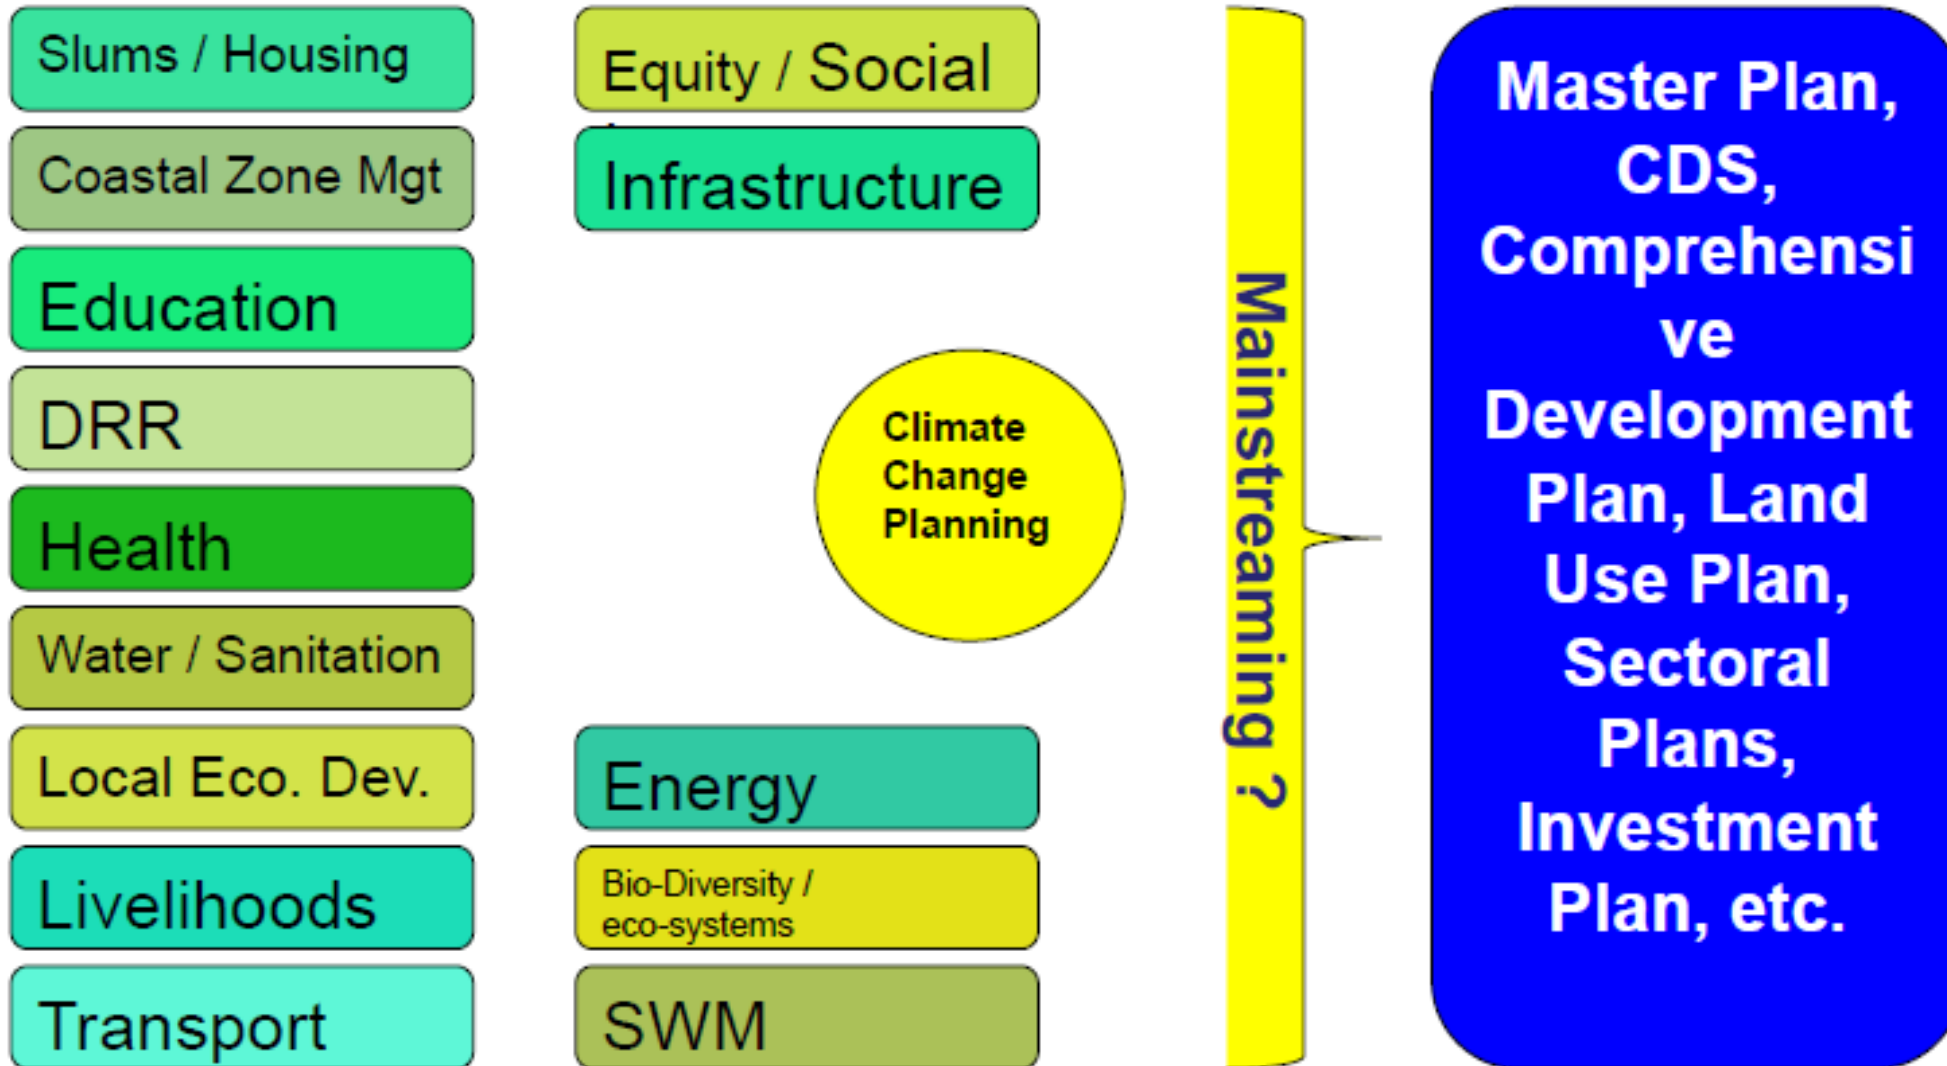 Slums / Housing
Coastal Zone Mgt
Education
DRR
Health
Water / Sanitation
Local Eco. Dev.
Livelihoods
Transport
Equity / Social
Infrastructure
Climate
Change
Planning
Energy
Bio-Diversity /
eco-systems
SWM
Mainstreaming ?
Master Plan,
CDS,
Comprehensi
ve
Development
Plan, Land
Use Plan,
Sectoral
Plans,
Investment
Plan, etc.